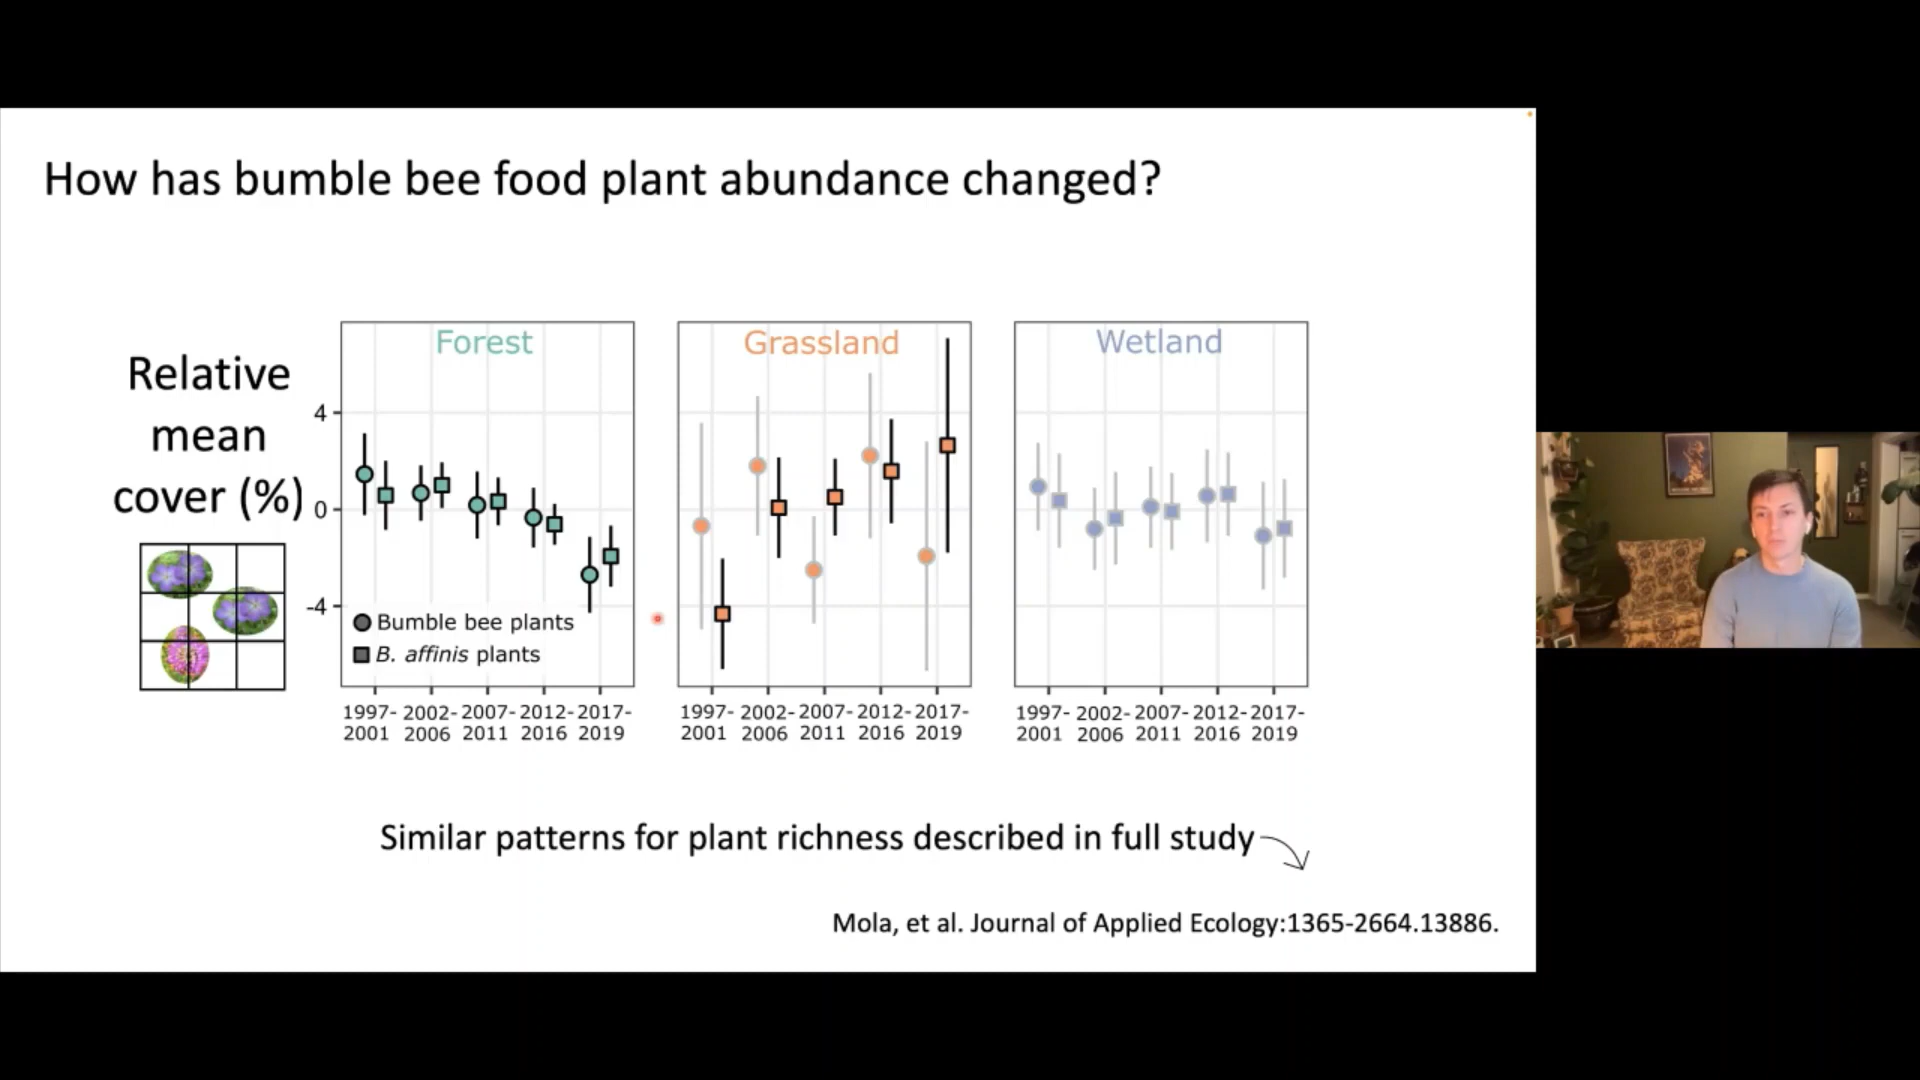 How has bumble bee food plant abundance changed?
Relative
mean
cover (%)
4
0
-4
Forest
Bumble bee plants
B. affinis plants
1997- 2002- 2007- 2012- 2017-
2001 2006 2011 2016 2019
Grassland
1997- 2002- 2007- 2012- 2017-
2001 2006 2011 2016 2019
Wetland
1997- 2002- 2007- 2012- 2017-
2001 2006 2011 2016 2019
Similar patterns for plant richness described in full study
Mola, et al. Journal of Applied Ecology:1365-2664.13886.